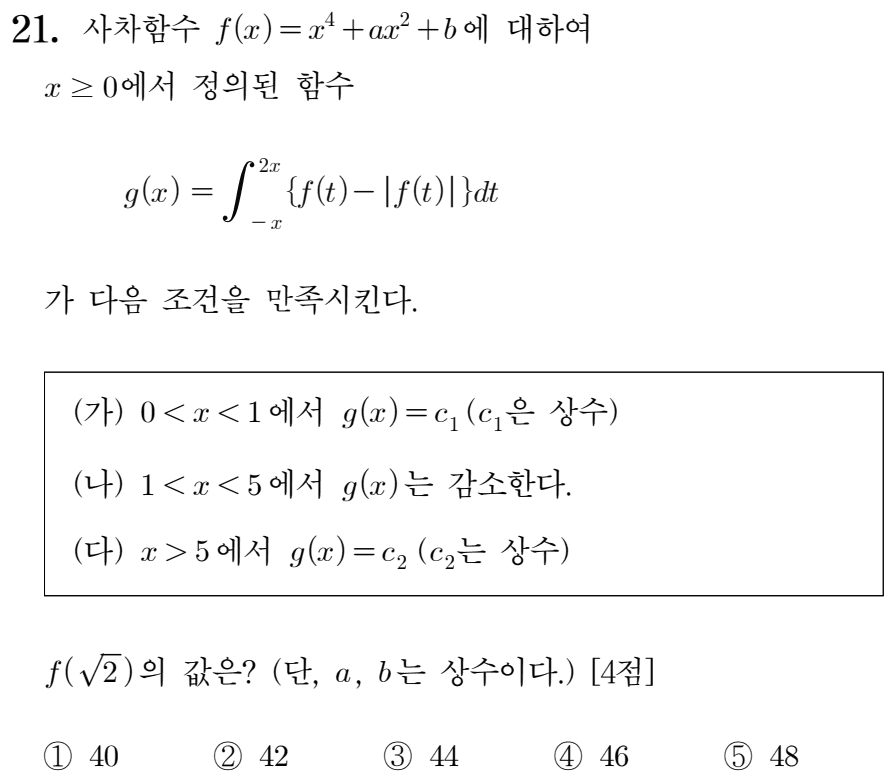 21. 사차함수 f(x)=x⁴+ax²+b에 대하여
x ≥ 0에서 정의된 함수
g(x) = ∫_{-x}^{2x} {f(t)-|f(t)|}dt
가 다음 조건을 만족시킨다.
(가) 0 < x < 1에서 g(x)=c₁ (c₁은 상수)
(나) 1 < x < 5에서 g(x)는 감소한다.
(다) x > 5에서 g(x)=c₂ (c₂는 상수)
f(√2)의 값은? (단, a, b는 상수이다.) [4점]
① 40 ② 42 ③ 44 ④ 46 ⑤ 48